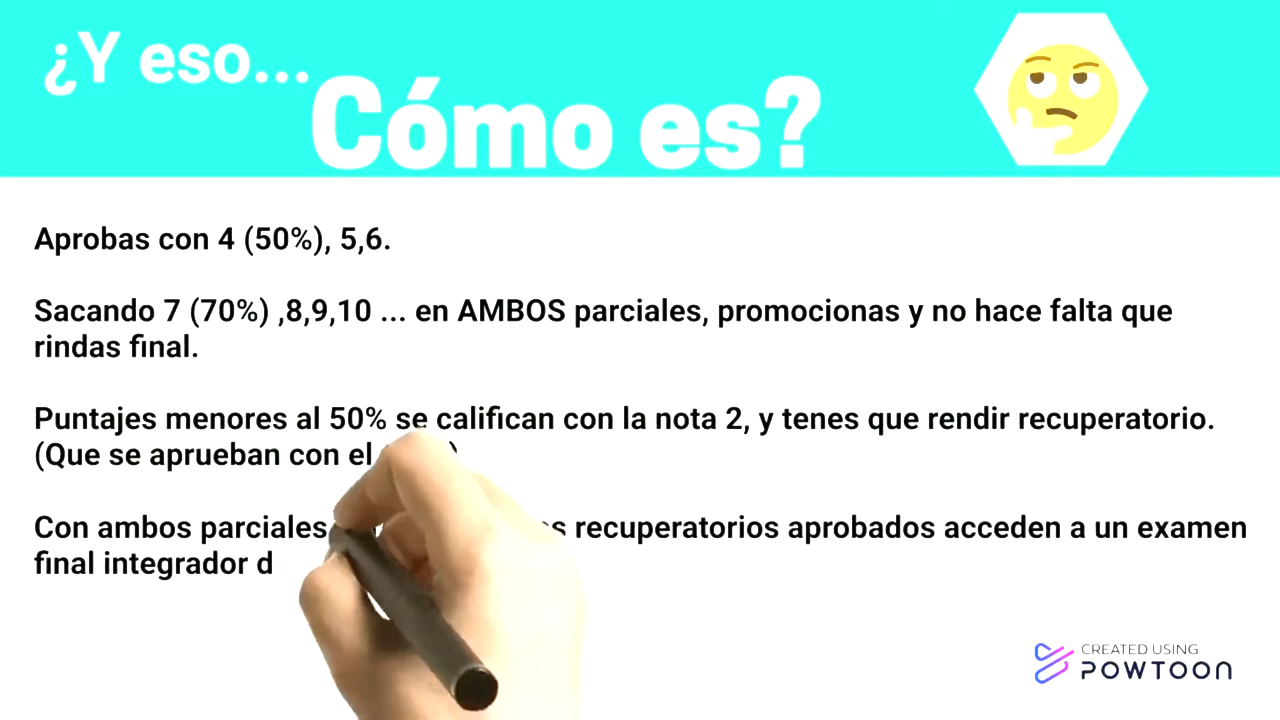 ¿Y eso...
Cómo es?
Aprobas con 4 (50%), 5,6.
Sacando 7 (70%) ,8,9,10 ... en AMBOS parciales, promocionas y no hace falta que
rindas final.
Puntajes menores al 50% se califican con la nota 2, y tenes que rendir recuperatorio.
(Que se aprueban con el )
Con ambos parciales recuperatorios aprobados acceden a un examen
final integrador d
CREATED USING
POWTOON